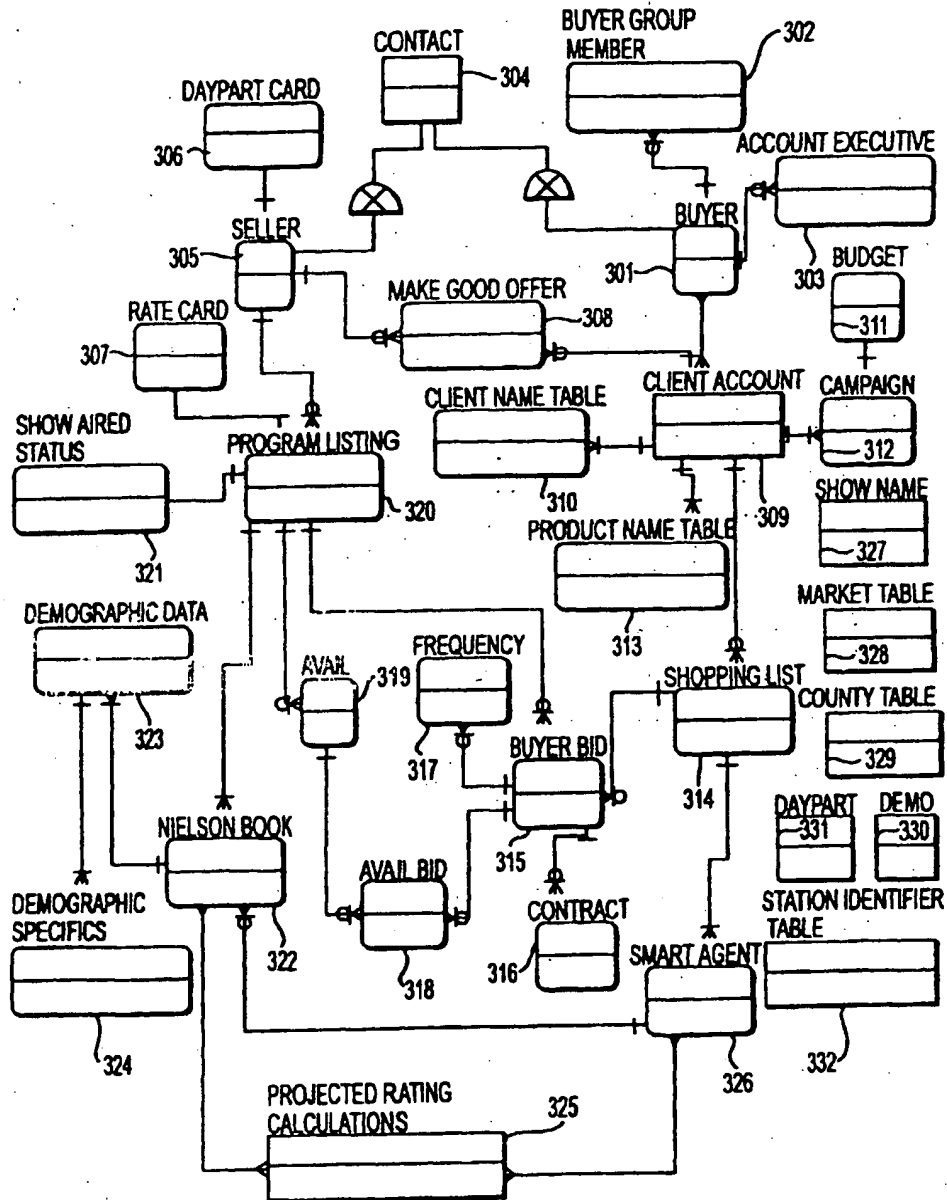 BUYER GROUP
MEMBER
302
CONTACT
304
DAYPART CARD
306
ACCOUNT EXECUTIVE
303
SELLER
305
BUYER
301
BUDGET
311
MAKE GOOD OFFER
308
RATE CARD
307
CLIENT NAME TABLE
310
CLIENT ACCOUNT
309
CAMPAIGN
312
SHOW AIRED
STATUS
321
PROGRAM LISTING
320
SHOW NAME
327
PRODUCT NAME TABLE
313
MARKET TABLE
328
DEMOGRAPHIC DATA
323
AVAIL
319
FREQUENCY
317
SHOPPING LIST
314
COUNTY TABLE
329
BUYER BID
315
DAYPART
331
DEMO
330
NIELSON BOOK
322
AVAIL BID
318
CONTRACT
316
STATION IDENTIFIER
TABLE
332
DEMOGRAPHIC
SPECIFICS
324
SMART AGENT
326
PROJECTED RATING
CALCULATIONS
325